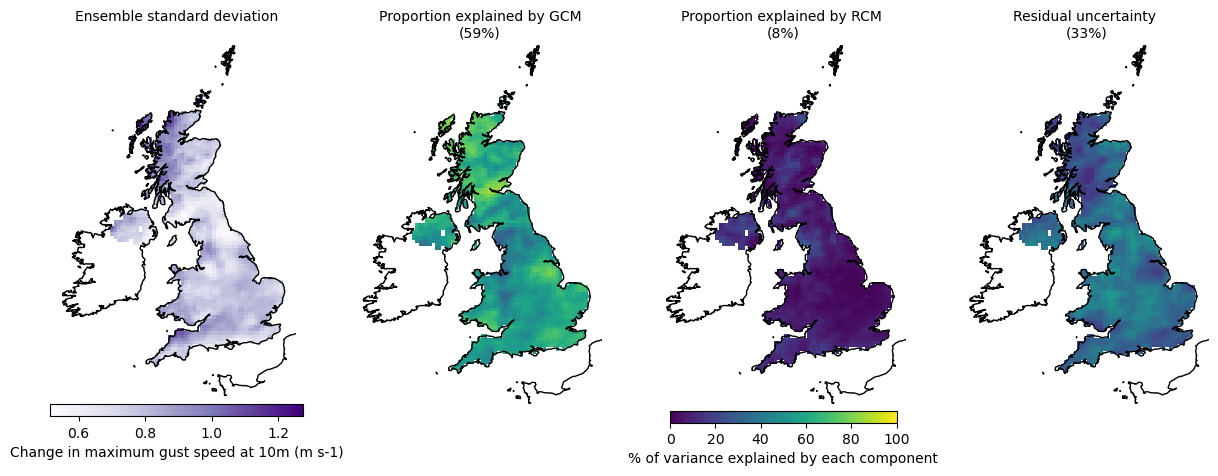 Ensemble standard deviation
Proportion explained by GCM
(59%)
Proportion explained by RCM
(8%)
Residual uncertainty
(33%)
0.6 0.8 1.0 1.2
Change in maximum gust speed at 10m (m s-1)
0 20 40 60 80 100
% of variance explained by each component